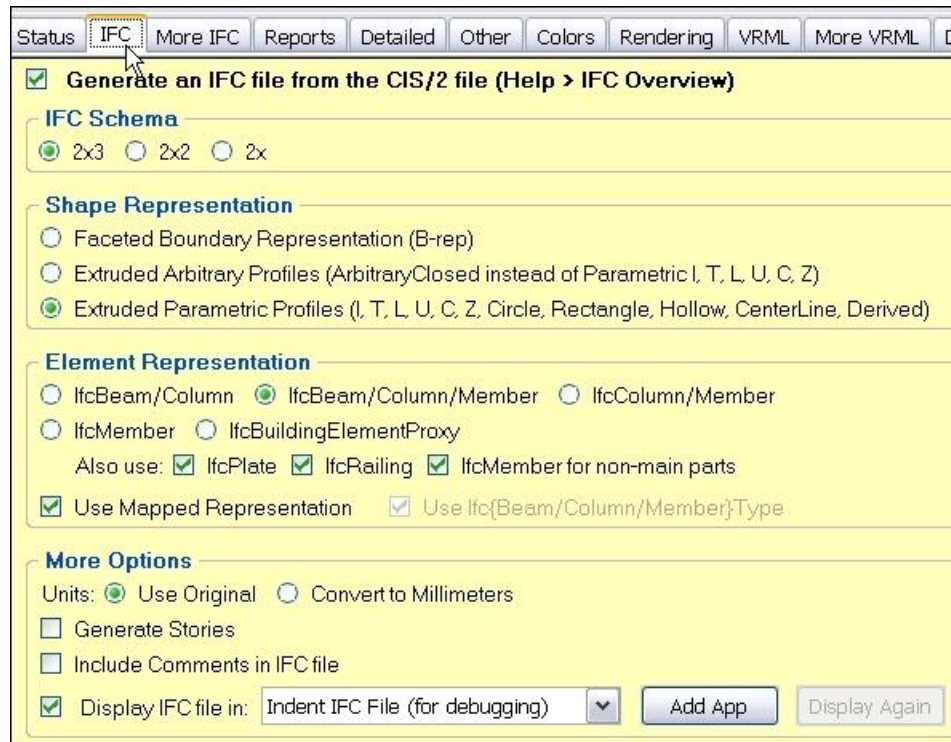 Status IFC More IFC Reports Detailed Other Colors Rendering VRML More VRML
Generate an IFC file from the CIS/2 file (Help > IFC Overview)
IFC Schema
2x3 2x2 2x
Shape Representation
Faceted Boundary Representation (B-rep)
Extruded Arbitrary Profiles (ArbitraryClosed instead of Parametric I, T, L, U, C, Z)
Extruded Parametric Profiles (I, T, L, U, C, Z, Circle, Rectangle, Hollow, CenterLine, Derived)
Element Representation
IfcBeam/Column IfcBeam/Column/Member IfcColumn/Member
IfcMember IfcBuildingElementProxy
Also use: IfcPlate IfcRailing IfcMember for non-main parts
Use Mapped Representation Use Ifc{Beam/Column/Member}Type
More Options
Units: Use Original Convert to Millimeters
Generate Stories
Include Comments in IFC file
Display IFC file in: Indent IFC File (for debugging) Add App Display Again